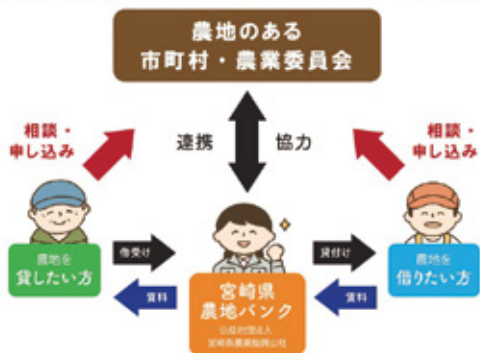 農地のある
市町村・農業委員会
相談・
申し込み
連携
協力
相談・
申し込み
農地を
貸したい方
借受け
賃料
宮崎県
農地バンク
公益財団法人
宮崎県農業振興公社
貸付け
賃料
農地を
借りたい方